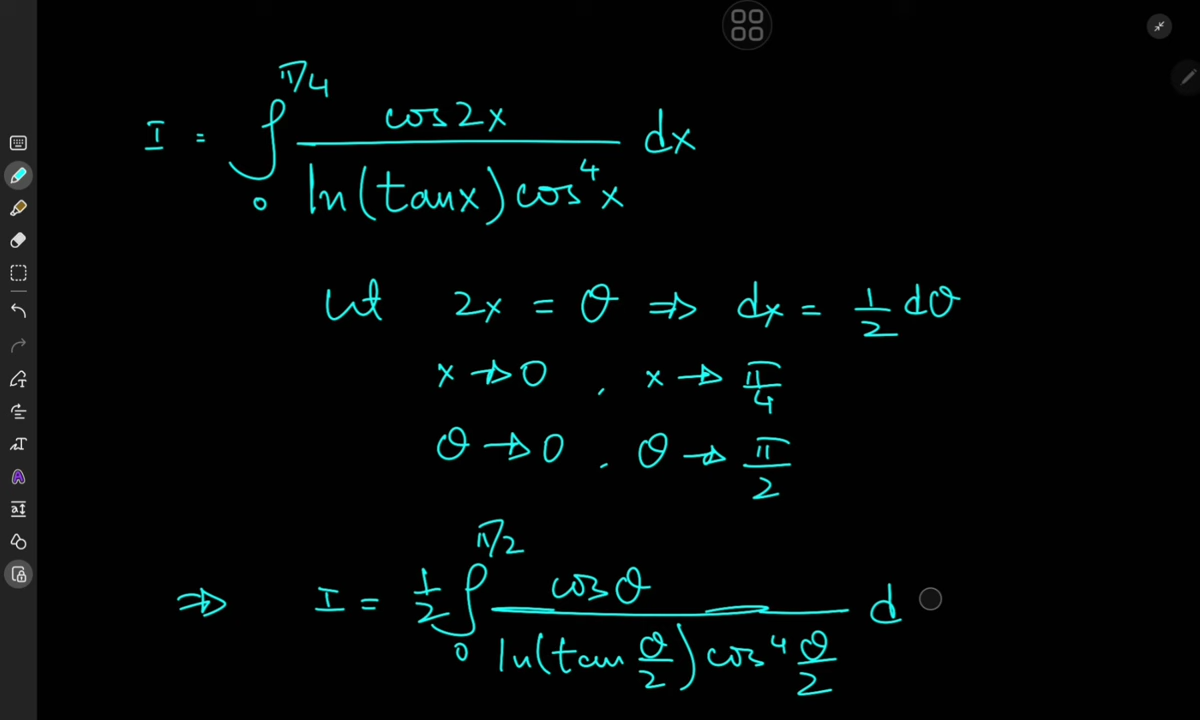 I = ∫₀^{π/4} cos2x / ln(tanx)cos⁴x dx
Let 2x = θ ⇒ dx = 1/2 dθ
x → 0 , x → π/4
θ → 0 , θ → π/2
⇒ I = 1/2 ∫₀^{π/2} cosθ / ln(tan θ/2)cos⁴ θ/2 d